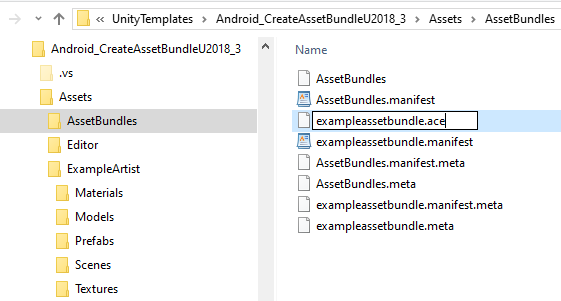 « UnityTemplates > Android_CreateAssetBundleU2018_3 > Assets > AssetBundles
Android_CreateAssetBundleU2018_3
.vs
Assets
AssetBundles
Editor
ExampleArtist
Materials
Models
Prefabs
Scenes
Textures
Name
AssetBundles
AssetBundles.manifest
exampleassetbundle.ace
exampleassetbundle.manifest
AssetBundles.manifest.meta
AssetBundles.meta
exampleassetbundle.manifest.meta
exampleassetbundle.meta